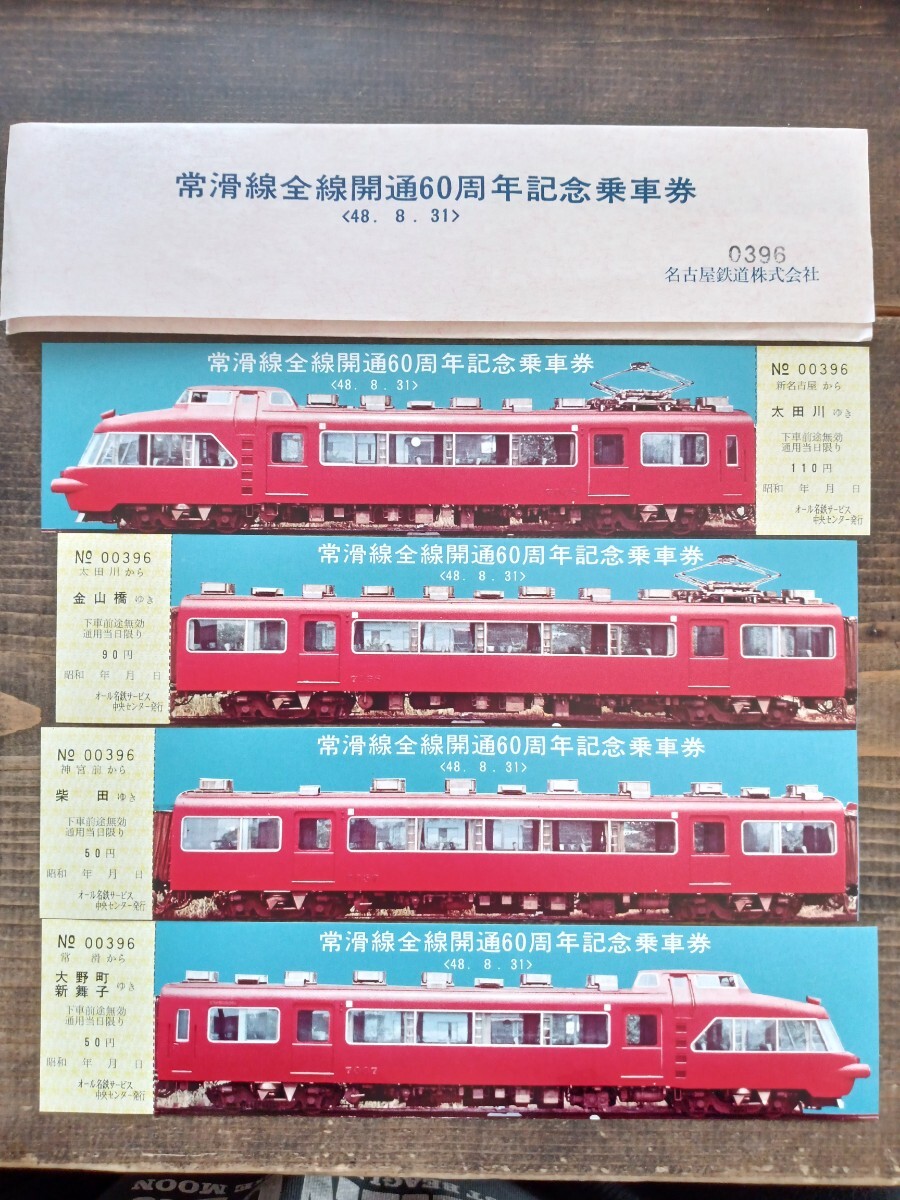 常滑線全線開通60周年記念乗車券
<48. 8. 31>
0396
名古屋鉄道株式会社
常滑線全線開通60周年記念乗車券
<48. 8. 31>
№ 00396
新名古屋から
太田川ゆき
下車前途無効
通用当日限り
110円
昭和 年 月 日
オール名鉄サービス
中央センター発行
常滑線全線開通60周年記念乗車券
<48. 8. 31>
№ 00396
太田川から
金山橋ゆき
下車前途無効
通用当日限り
90円
昭和 年 月 日
オール名鉄サービス
中央センター発行
常滑線全線開通60周年記念乗車券
<48. 8. 31>
№ 00396
神宮前から
柴田ゆき
下車前途無効
通用当日限り
50円
昭和 年 月 日
オール名鉄サービス
中央センター発行
常滑線全線開通60周年記念乗車券
<48. 8. 31>
№ 00396
常滑から
大野町
新舞子ゆき
下車前途無効
通用当日限り
50円
昭和 年 月 日
オール名鉄サービス
中央センター発行
MOON